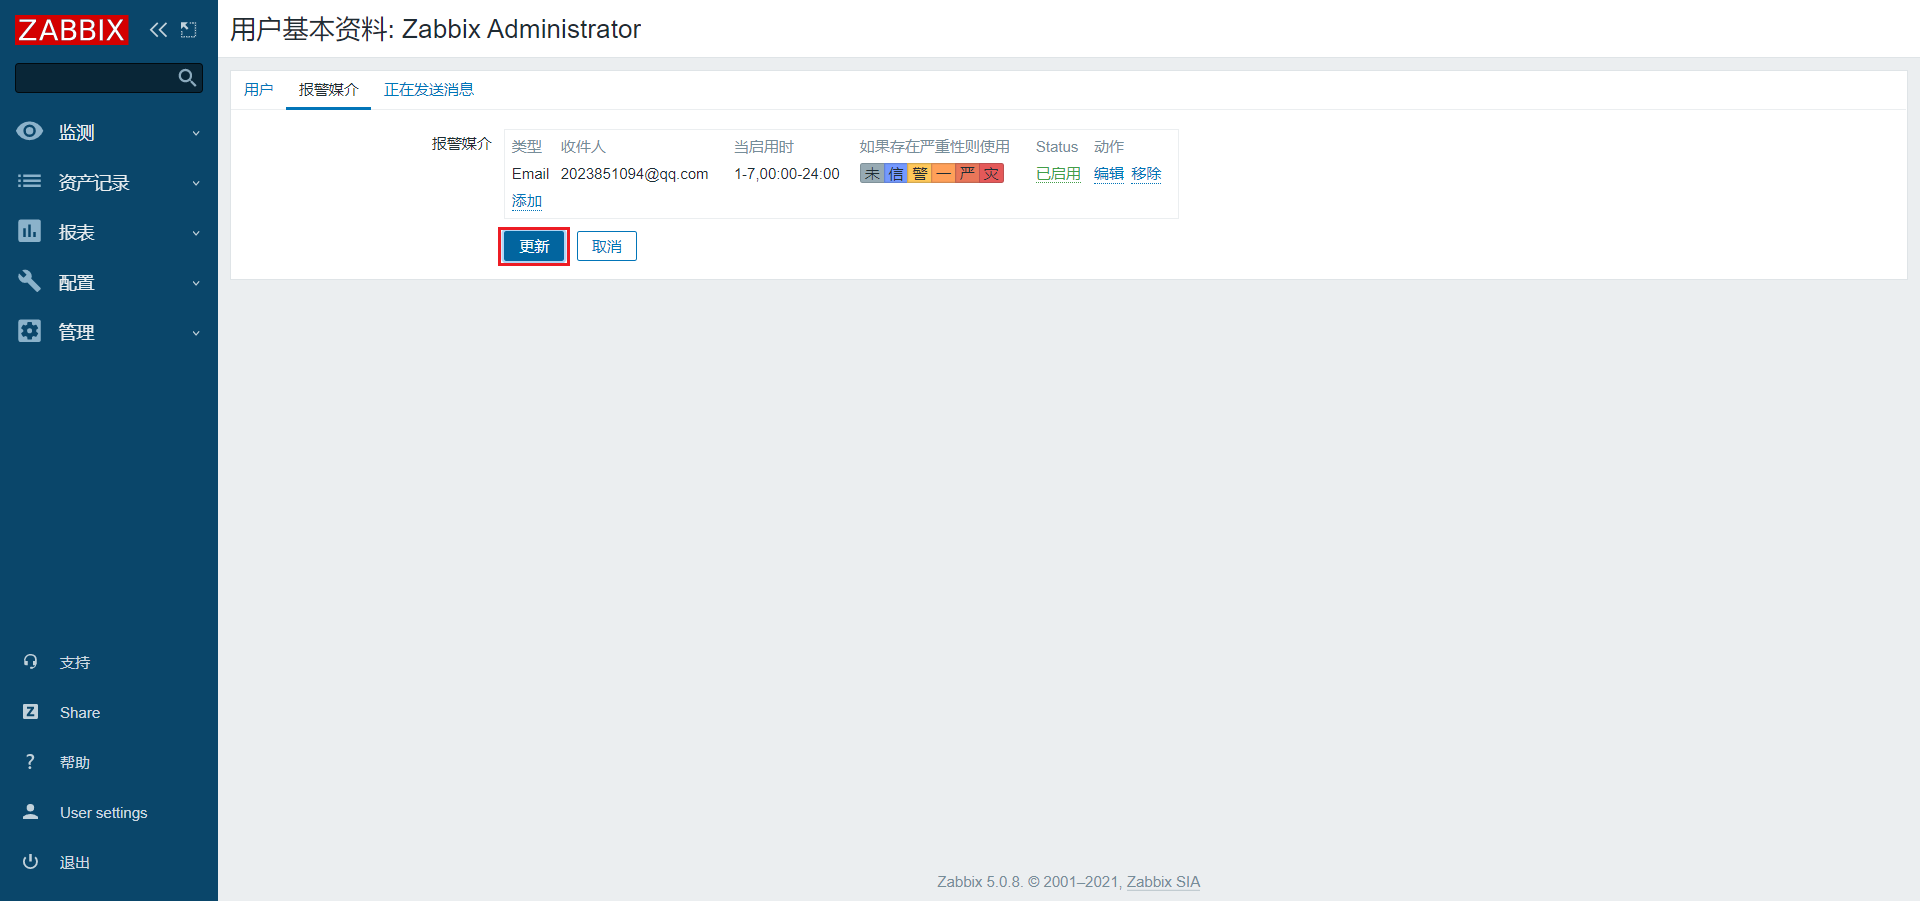 ZABBIX
监测
资产记录
报表
配置
管理
支持
Share
帮助
User settings
退出
用户基本资料: Zabbix Administrator
用户 报警媒介 正在发送消息
报警媒介 类型 收件人 当启用时 如果存在严重性则使用 Status 动作
Email 2023851094@qq.com 1-7,00:00-24:00 未 信 警 一 严 灾 已启用 编辑 移除
添加
更新 取消
Zabbix 5.0.8. © 2001–2021, Zabbix SIA